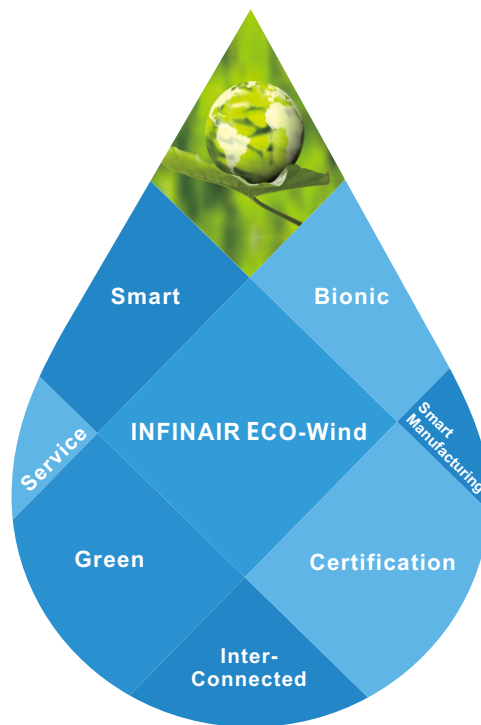 Smart
Bionic
INFINAIR ECO-Wind
Service
Smart
Manufacturing
Green
Certification
Inter-
Connected